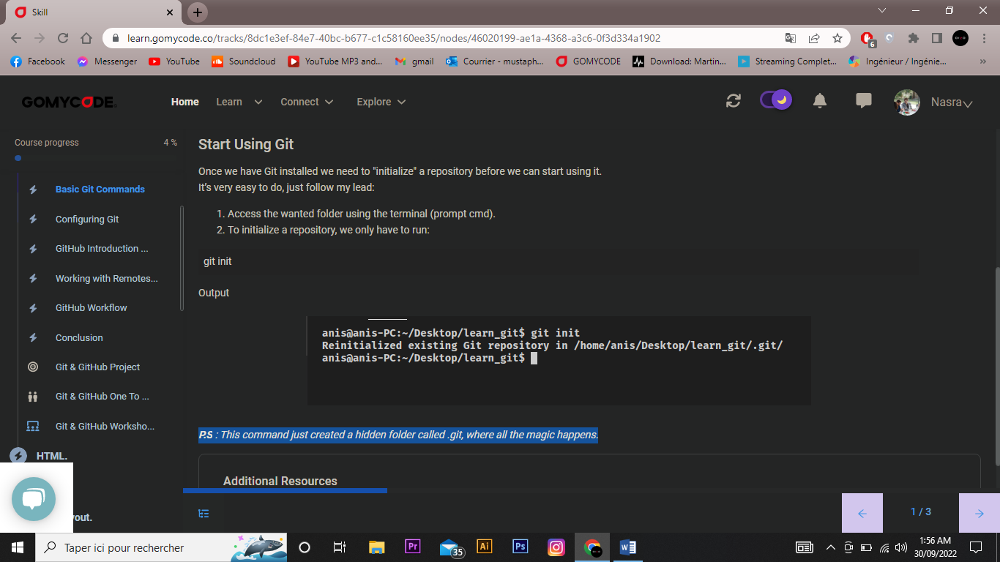 Skill
learn.gomycode.co/tracks/8dc1e3ef-84e7-40bc-b677-c1c58160ee35/nodes/46020199-ae1a-4368-a3c6-0f3d334a1902
6
Facebook Messenger YouTube Soundcloud YouTube MP3 and... gmail Courrier - mustaph... GOMYCODE Download: Martin... Streaming Complet... Ingénieur / Ingénie... »
GOMYCODE Home Learn Connect Explore Nasra
Course progress 4 %
Basic Git Commands
Configuring Git
GitHub Introduction ...
Working with Remotes...
GitHub Workflow
Conclusion
Git & GitHub Project
Git & GitHub One To ...
Git & GitHub Worksho...
HTML.
yout.
Start Using Git
Once we have Git installed we need to "initialize" a repository before we can start using it.
It's very easy to do, just follow my lead:
1. Access the wanted folder using the terminal (prompt cmd).
2. To initialize a repository, we only have to run:
git init
Output
anis@anis-PC:~/Desktop/learn_git$ git init
Reinitialized existing Git repository in /home/anis/Desktop/learn_git/.git/
anis@anis-PC:~/Desktop/learn_git$
P.S : This command just created a hidden folder called .git, where all the magic happens.
Additional Resources
1 / 3
Taper ici pour rechercher Pr 35 Ai Ps W
1:56 AM
30/09/2022